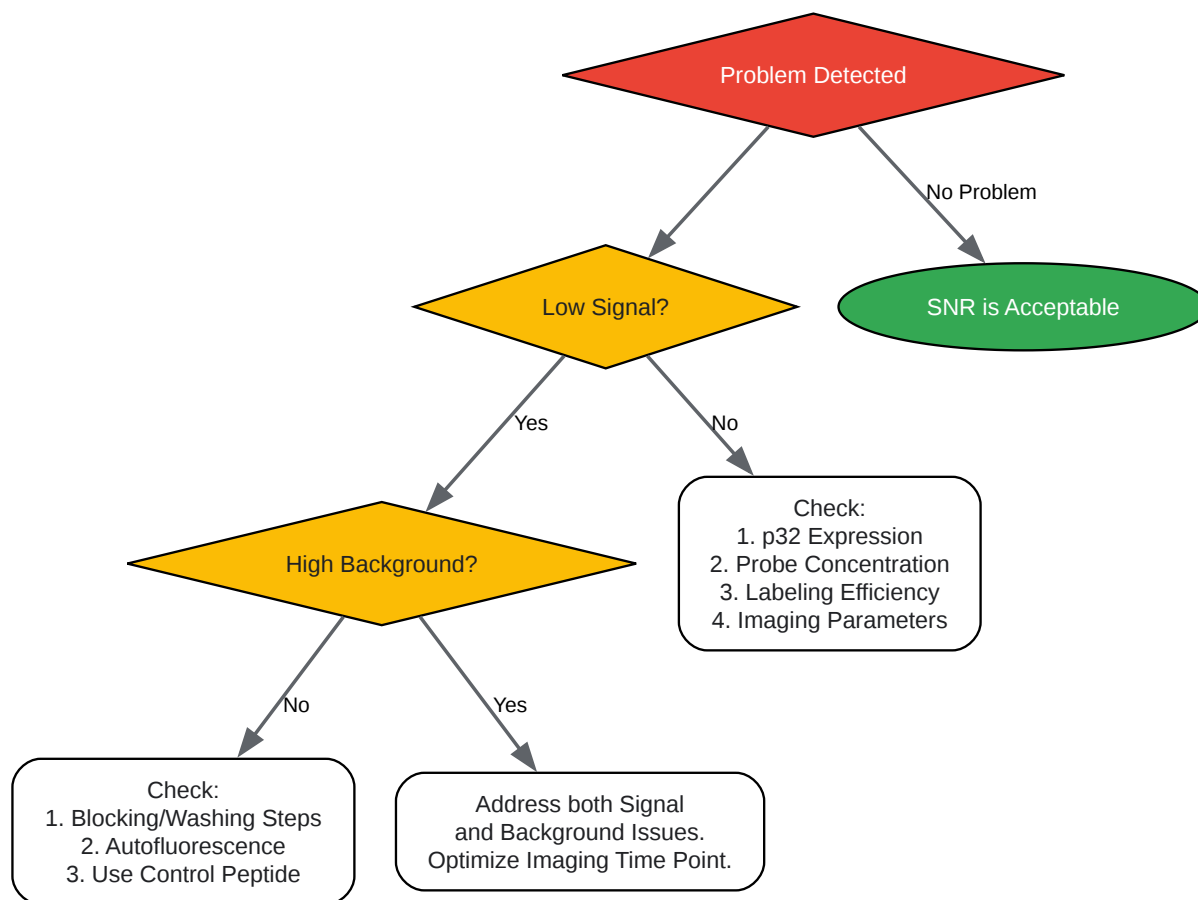 Problem Detected
No Problem
Low Signal?
SNR is Acceptable
Yes
No
High Background?
Check:
1. p32 Expression
2. Probe Concentration
3. Labeling Efficiency
4. Imaging Parameters
No
Yes
Check:
1. Blocking/Washing Steps
2. Autofluorescence
3. Use Control Peptide
Address both Signal
and Background Issues.
Optimize Imaging Time Point.